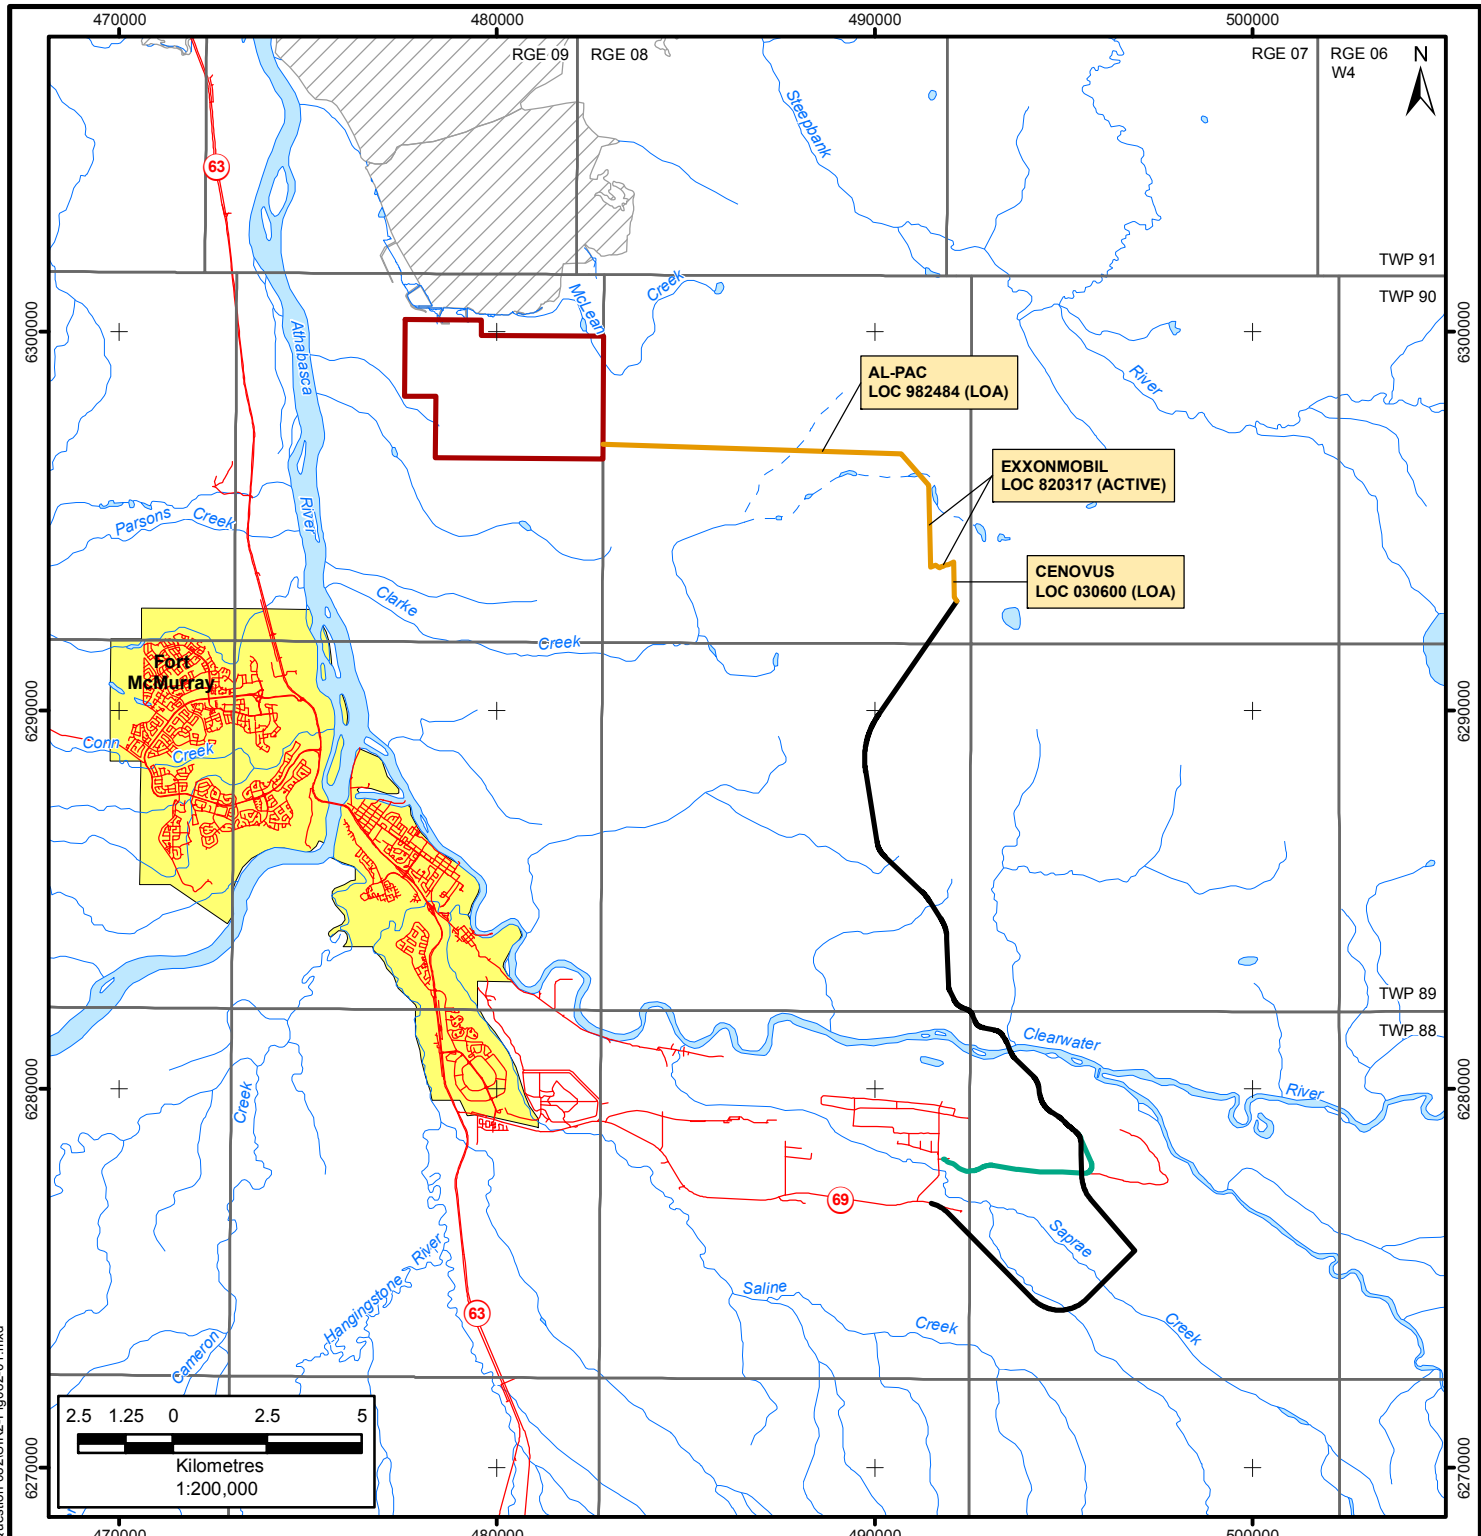 470000
480000
490000
500000
RGE 09
RGE 08
RGE 07
RGE 06
W4
N
Steepbank
63
TWP 91
TWP 90
McLean
Creek
6300000
6300000
Athabasca
River
AL-PAC
LOC 982484 (LOA)
River
EXXONMOBIL
LOC 820317 (ACTIVE)
Parsons
Creek
CENOVUS
LOC 030600 (LOA)
Clarke
Creek
Fort
McMurray
6290000
6290000
Conn
Creek
TWP 89
TWP 88
Clearwater
River
6280000
6280000
Creek
69
Saprae
Creek
Hangingstone River
Saline
Creek
63
Cameron
2.5 1.25 0 2.5 5
Kilometres
1:200,000
6270000
6270000
470000
480000
490000
500000